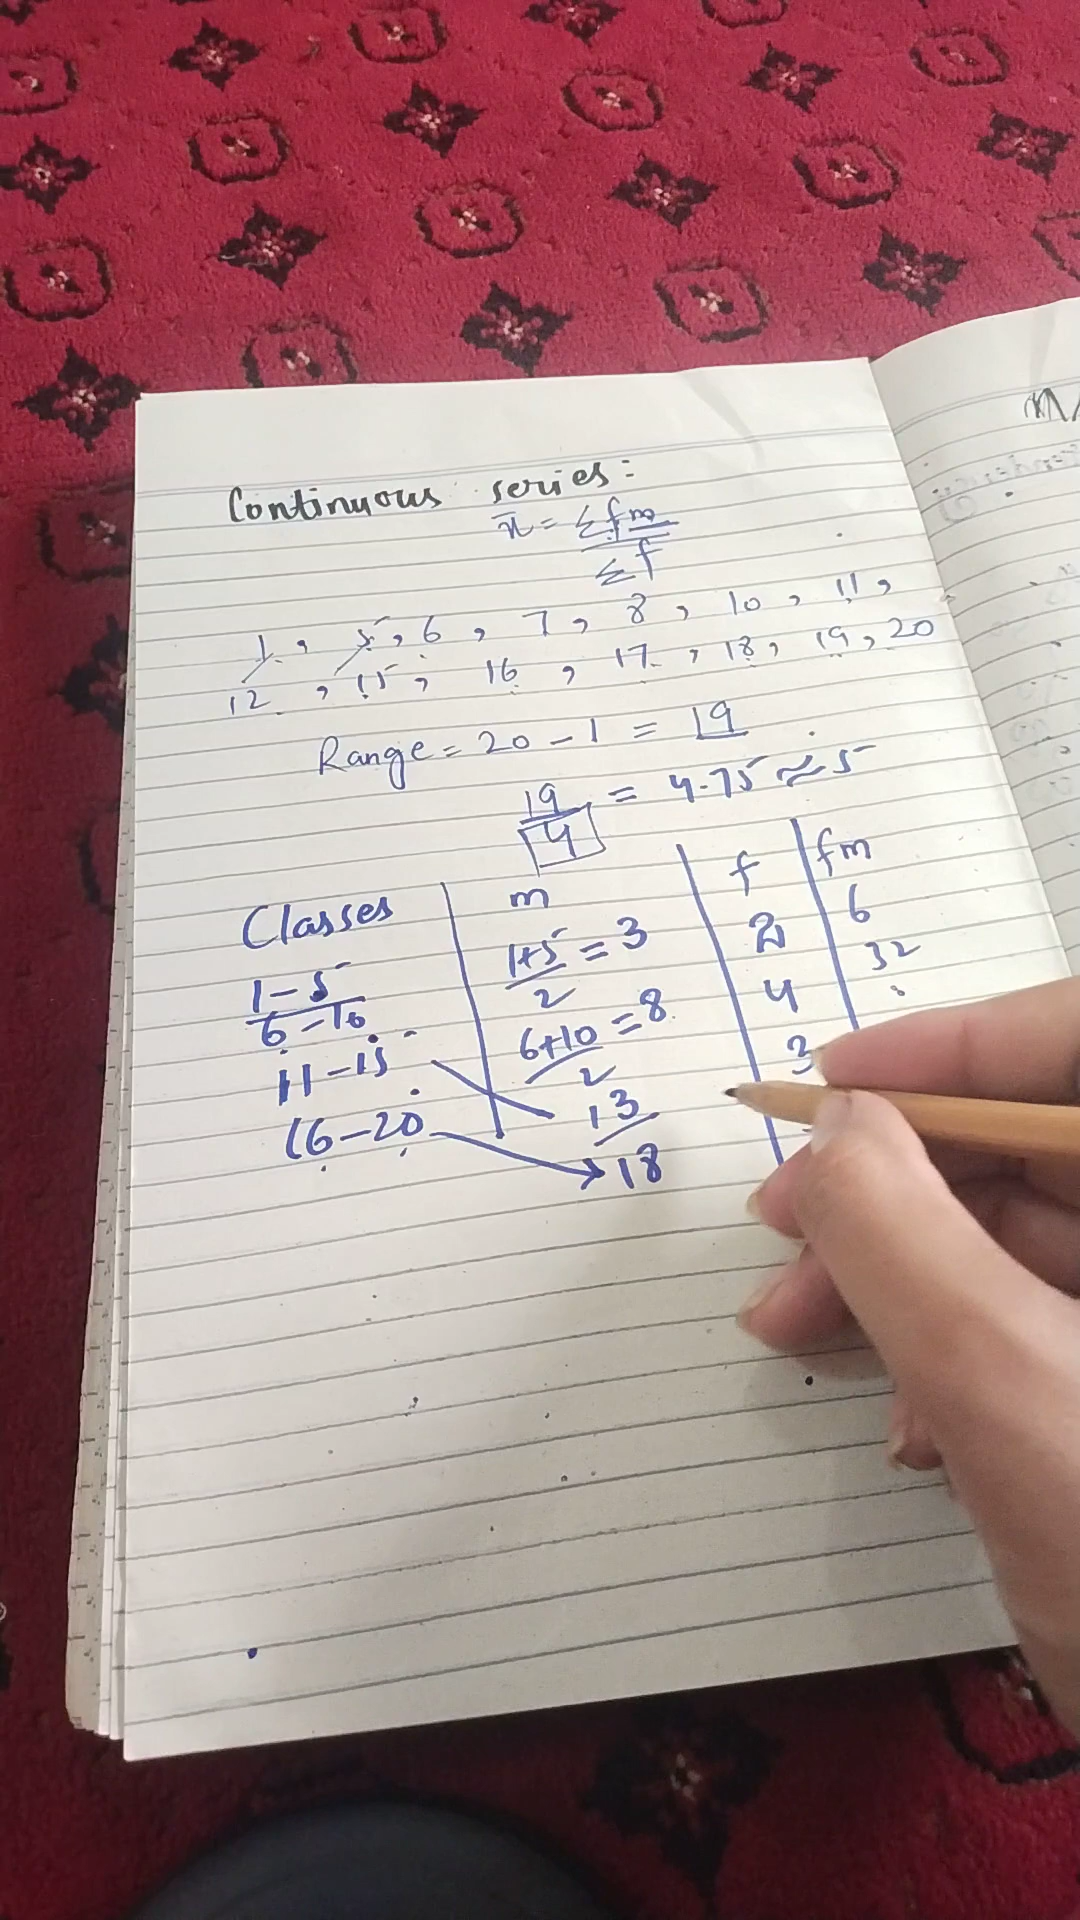 Continuous series:
x̄ = Σfm
Σf
1, 5, 6, 7, 8, 10, 11,
12, 15, 16, 17, 18, 19, 20
Range = 20 - 1 = 19
19 = 4.75 ≈ 5
4
Classes m f fm
1-5 1+5/2 = 3 2 6
6-10 6+10/2 = 8 4 32
11-15 13 3
16-20 18